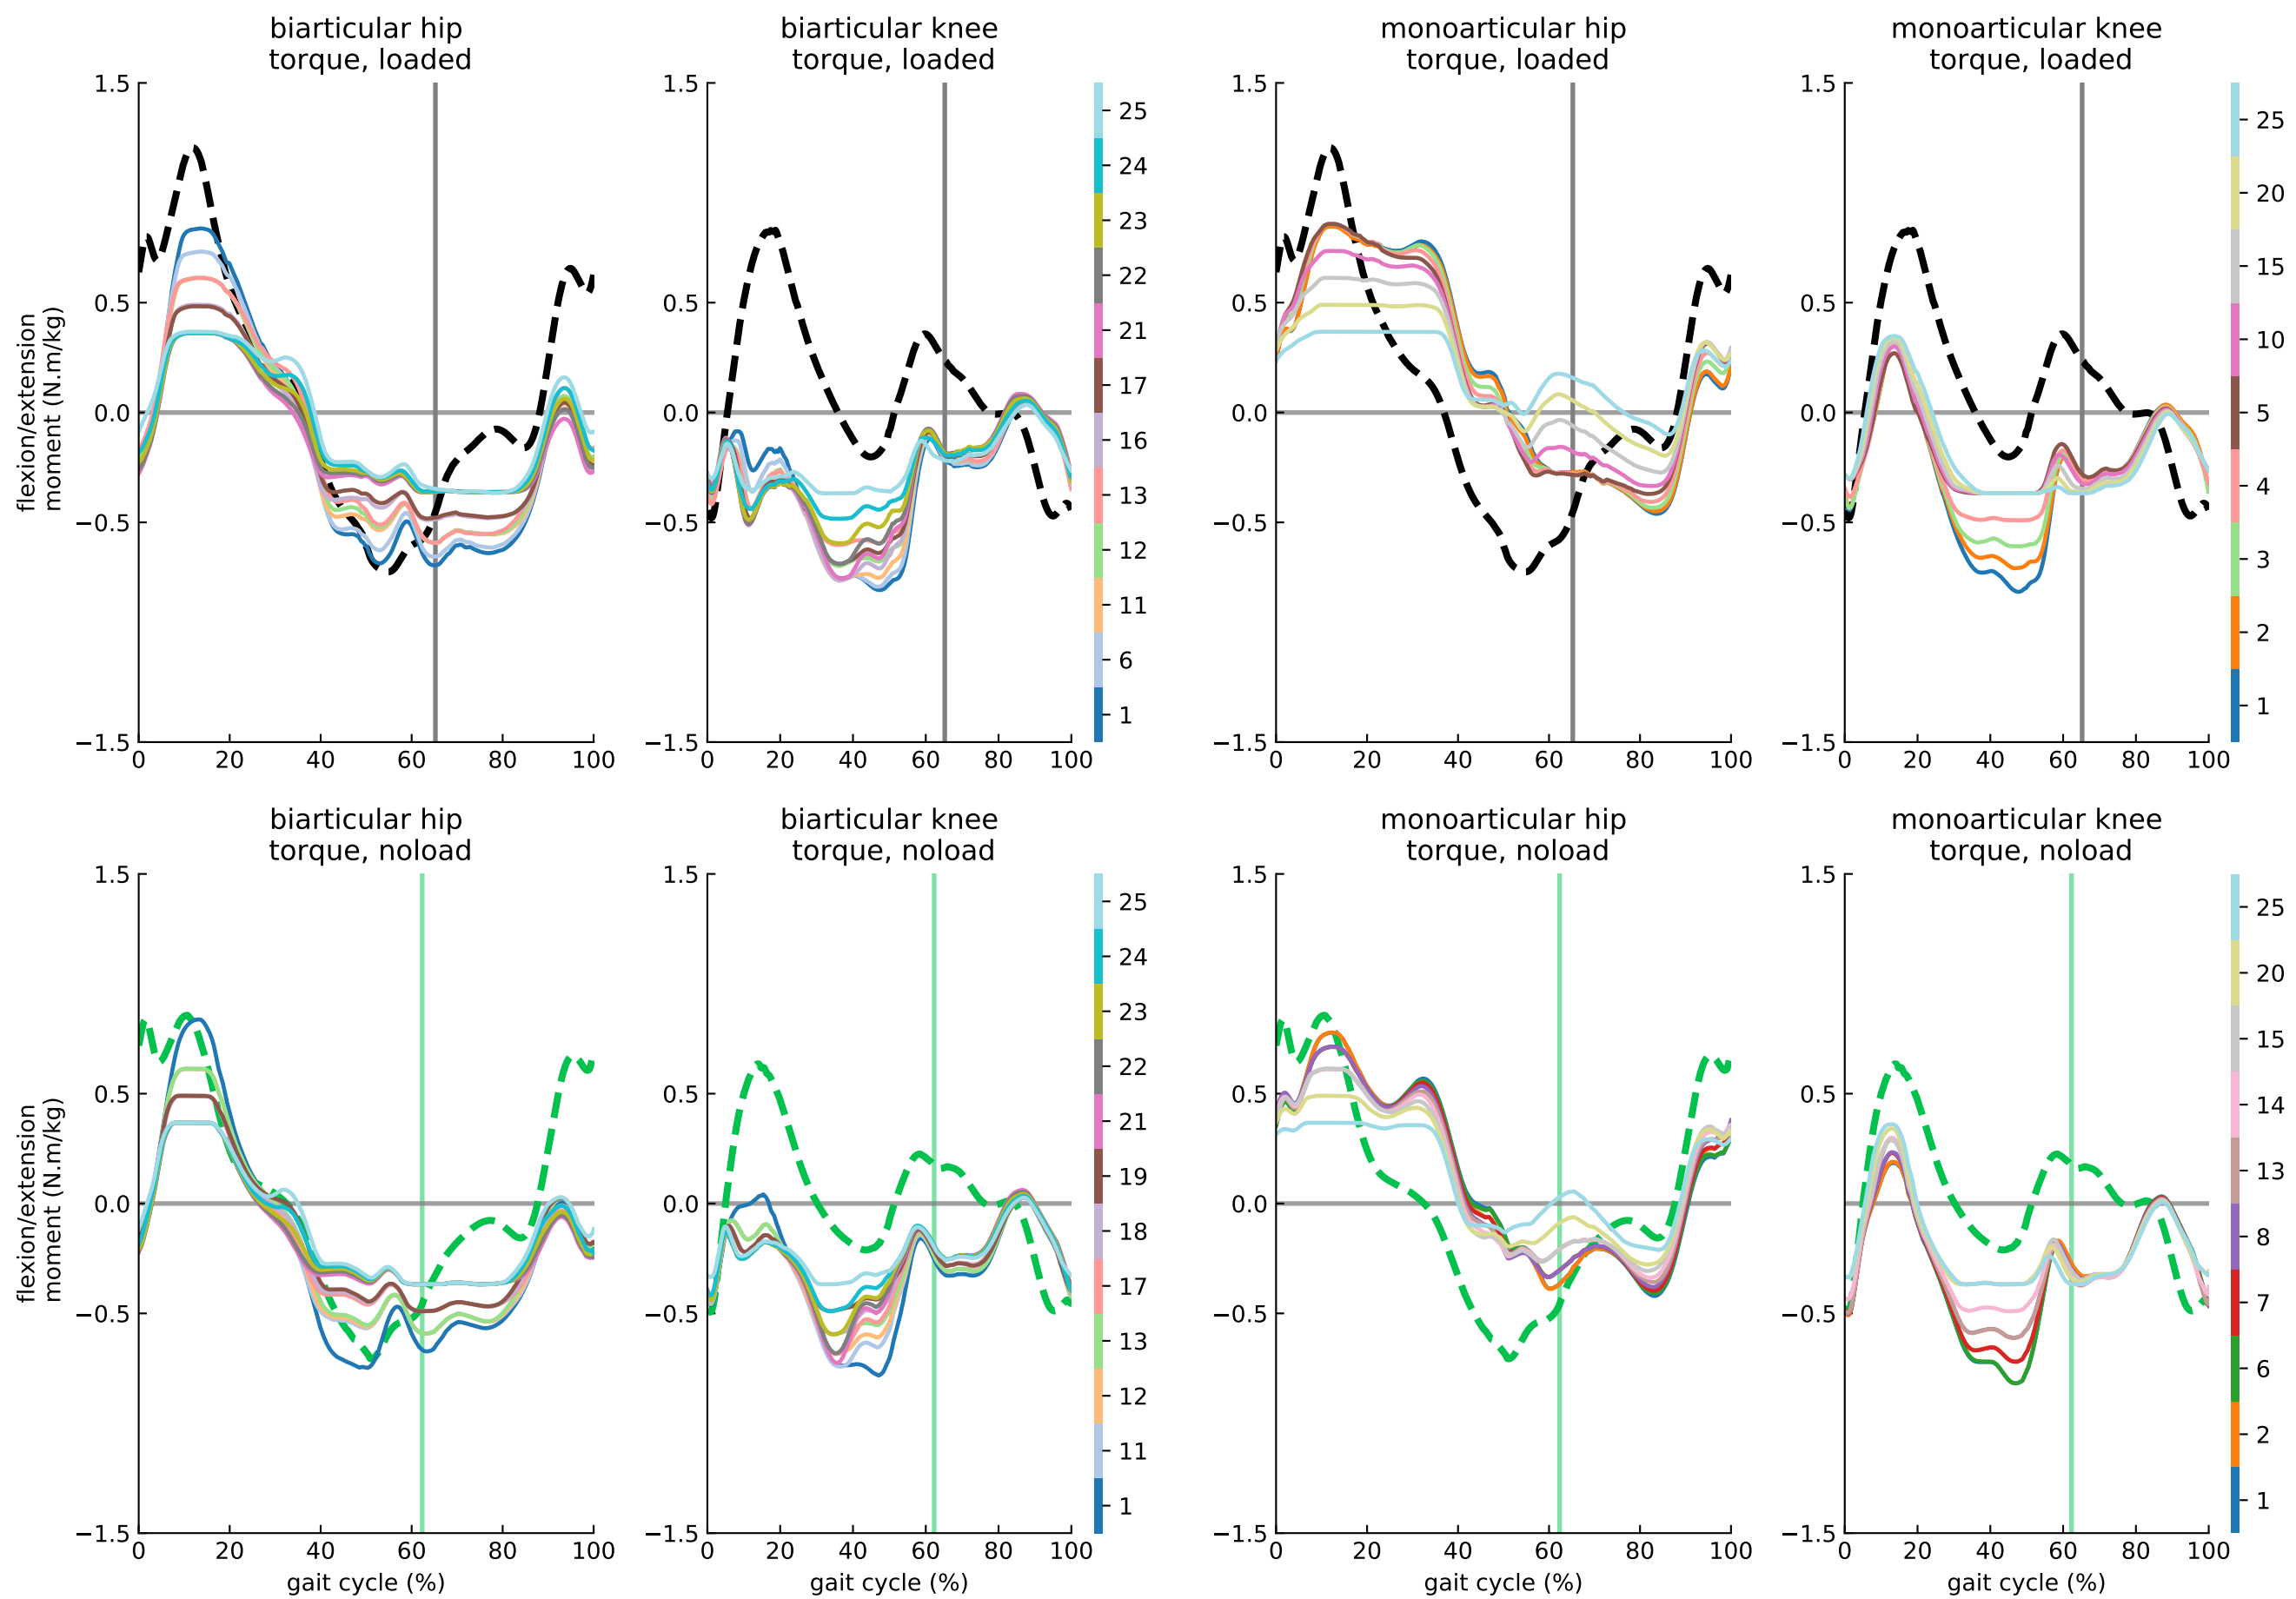 biarticular hip
torque, loaded
biarticular knee
torque, loaded
monoarticular hip
torque, loaded
monoarticular knee
torque, loaded
flexion/extension
moment (N.m/kg)
1.5
0.5
0.0
−0.5
−1.5
0 20 40 60 80 100
1.5
0.5
0.0
−0.5
−1.5
0 20 40 60 80 100
25
24
23
22
21
17
16
13
12
11
6
1
1.5
0.5
0.0
−0.5
−1.5
0 20 40 60 80 100
1.5
0.5
0.0
−0.5
−1.5
0 20 40 60 80 100
25
20
15
10
5
4
3
2
1
biarticular hip
torque, noload
biarticular knee
torque, noload
monoarticular hip
torque, noload
monoarticular knee
torque, noload
flexion/extension
moment (N.m/kg)
1.5
0.5
0.0
−0.5
−1.5
0 20 40 60 80 100
gait cycle (%)
1.5
0.5
0.0
−0.5
−1.5
0 20 40 60 80 100
gait cycle (%)
25
24
23
22
21
19
18
17
13
12
11
1
1.5
0.5
0.0
−0.5
−1.5
0 20 40 60 80 100
gait cycle (%)
1.5
0.5
0.0
−0.5
−1.5
0 20 40 60 80 100
gait cycle (%)
25
20
15
14
13
8
7
6
2
1